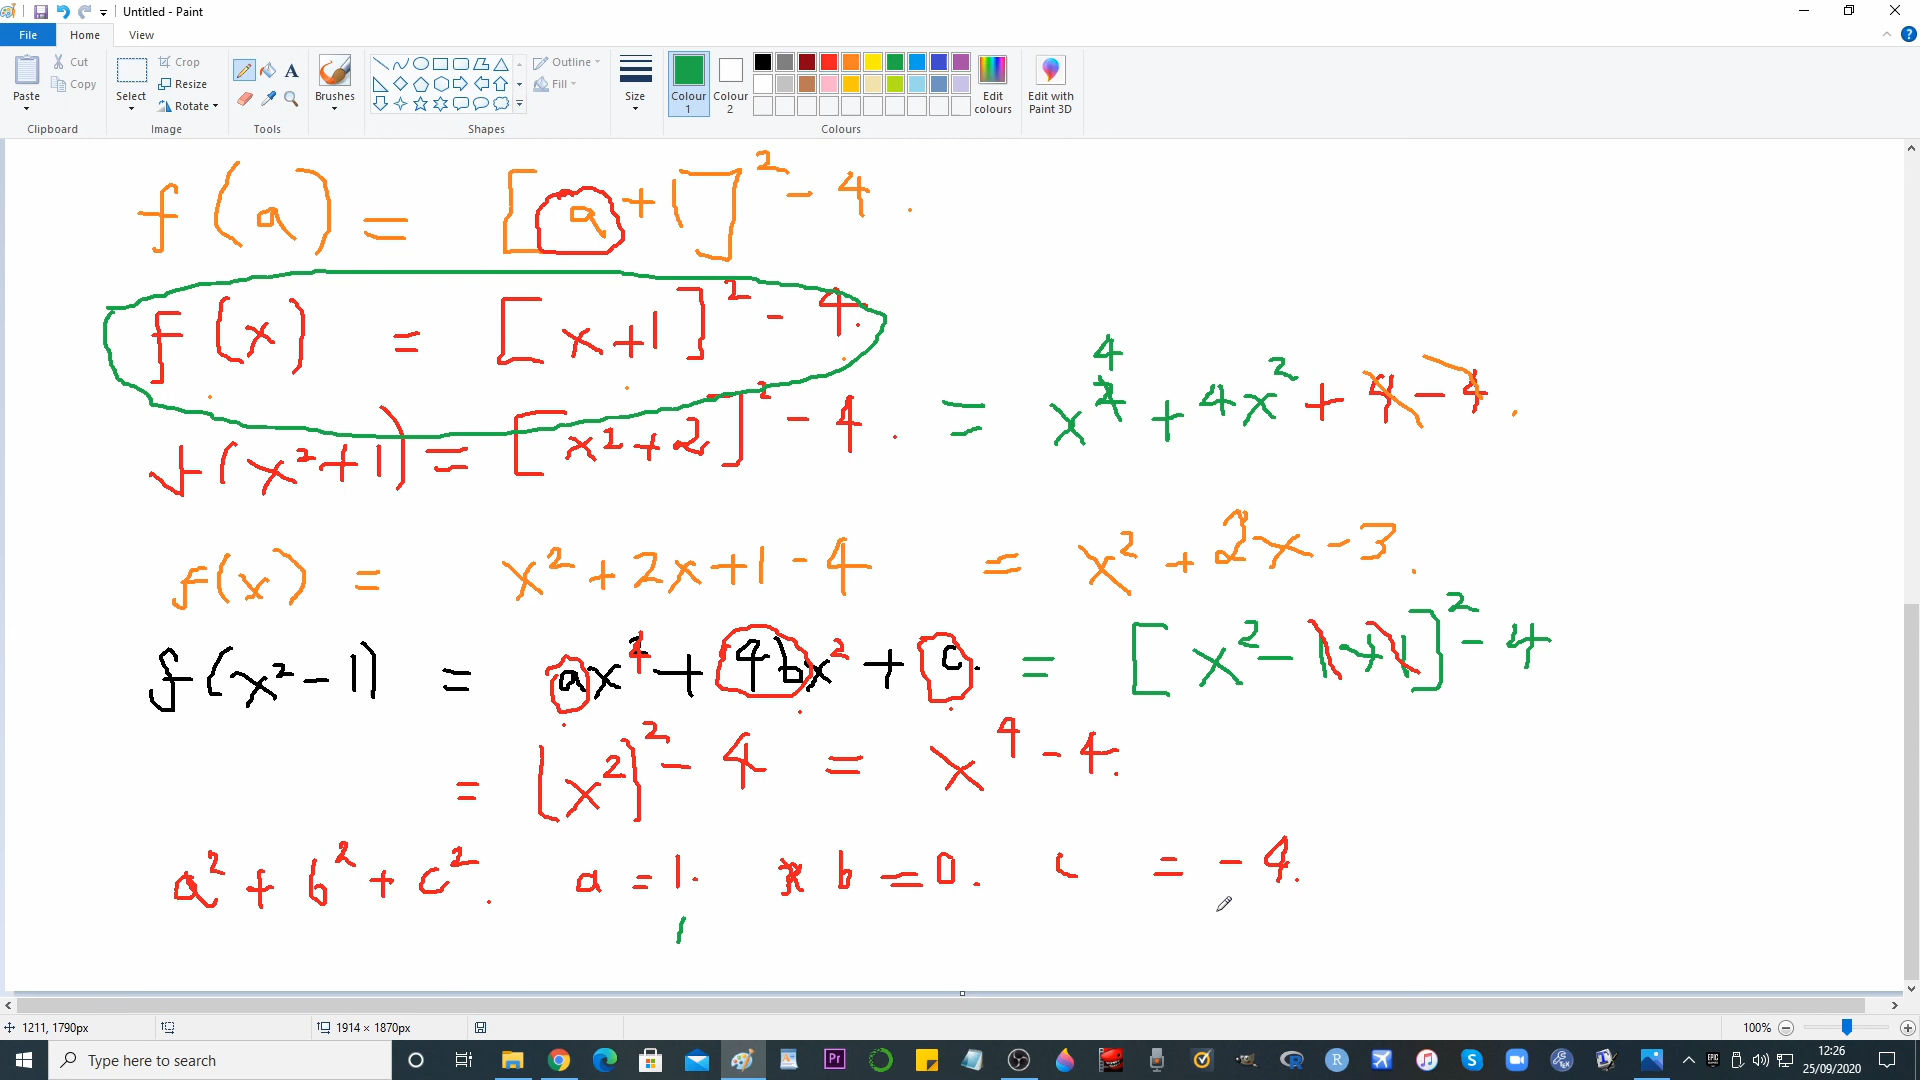 Untitled - Paint
File Home View
Paste Cut Copy Clipboard
Select Crop Resize Rotate Image
Tools
Brushes
Shapes
Outline Fill
Size
Colour 1 Colour 2 Edit colours Colours
Edit with Paint 3D
f(a) = [a+1]² - 4.
f(x) = [x+1]² - 4.
f(x²+1) = [x²+2]² - 4. = x⁴ + 4x² + 4 - 4.
f(x) = x² + 2x + 1 - 4 = x² + 2x - 3.
f(x² - 1) = ax⁴ + 4bx² + c. = [x² - 1 + 1]² - 4
= [x²]² - 4 = x⁴ - 4.
a² + b² + c². a = 1. b = 0. c = - 4.
1
1211, 1790px 1914 × 1870px 100%
Type here to search
12:26
25/09/2020